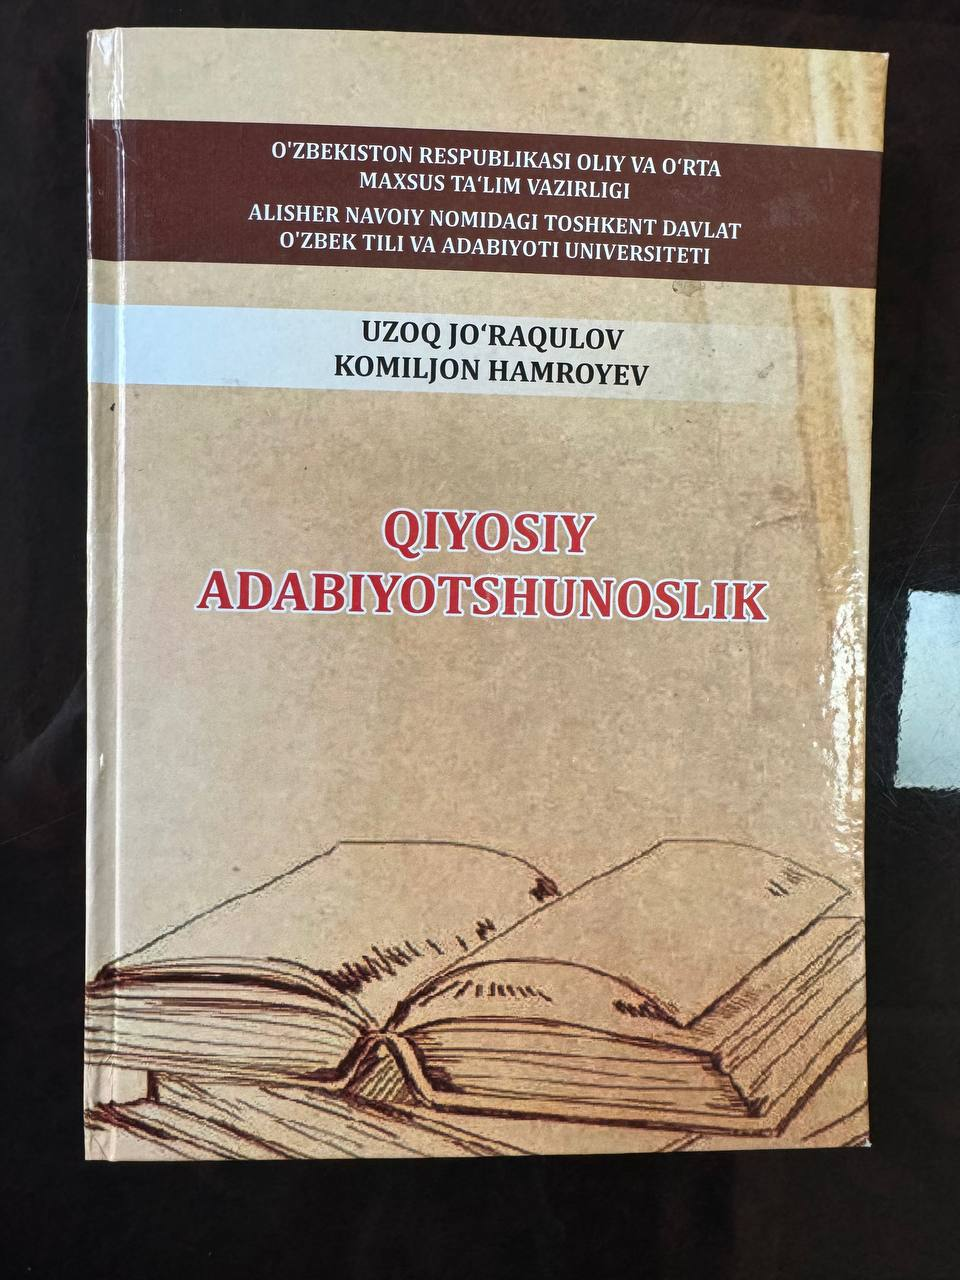 O'ZBEKISTON RESPUBLIKASI OLIY VA O‘RTA
MAXSUS TA‘LIM VAZIRLIGI
ALISHER NAVOIY NOMIDAGI TOSHKENT DAVLAT
O'ZBEK TILI VA ADABIYOTI UNIVERSITETI
UZOQ JO‘RAQULOV
KOMILJON HAMROYEV
QIYOSIY
ADABIYOTSHUNOSLIK